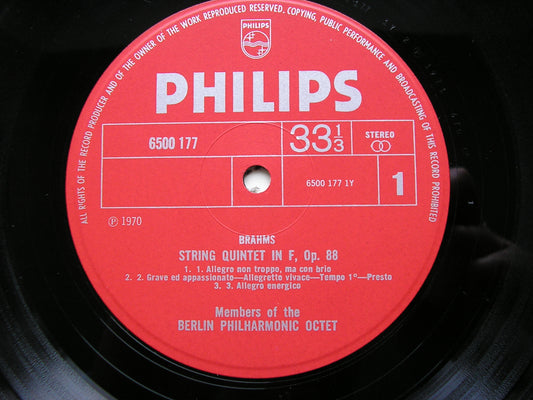 ALL RIGHTS OF THE RECORD PRODUCER AND OF THE OWNER OF THE WORK REPRODUCED RESERVED. COPYING, PUBLIC PERFORMANCE AND BROADCASTING OF THIS RECORD PROHIBITED
PHILIPS
PHILIPS
6500 177
33 1/3
STEREO
6500 177 1Y
1
Ⓟ 1970
BRAHMS
STRING QUINTET IN F, Op. 88
1. 1. Allegro non troppo, ma con brio
2. 2. Grave ed appassionato—Allegretto vivace—Tempo 1°—Presto
3. 3. Allegro energico
Members of the
BERLIN PHILHARMONIC OCTET